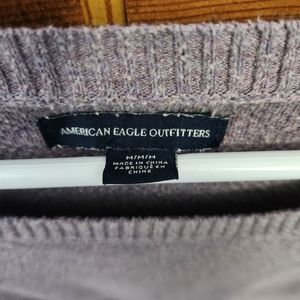 AMERICAN EAGLE OUTFITTERS
M/M/M
MADE IN CHINA
FABRIQUÉ EN
CHINE